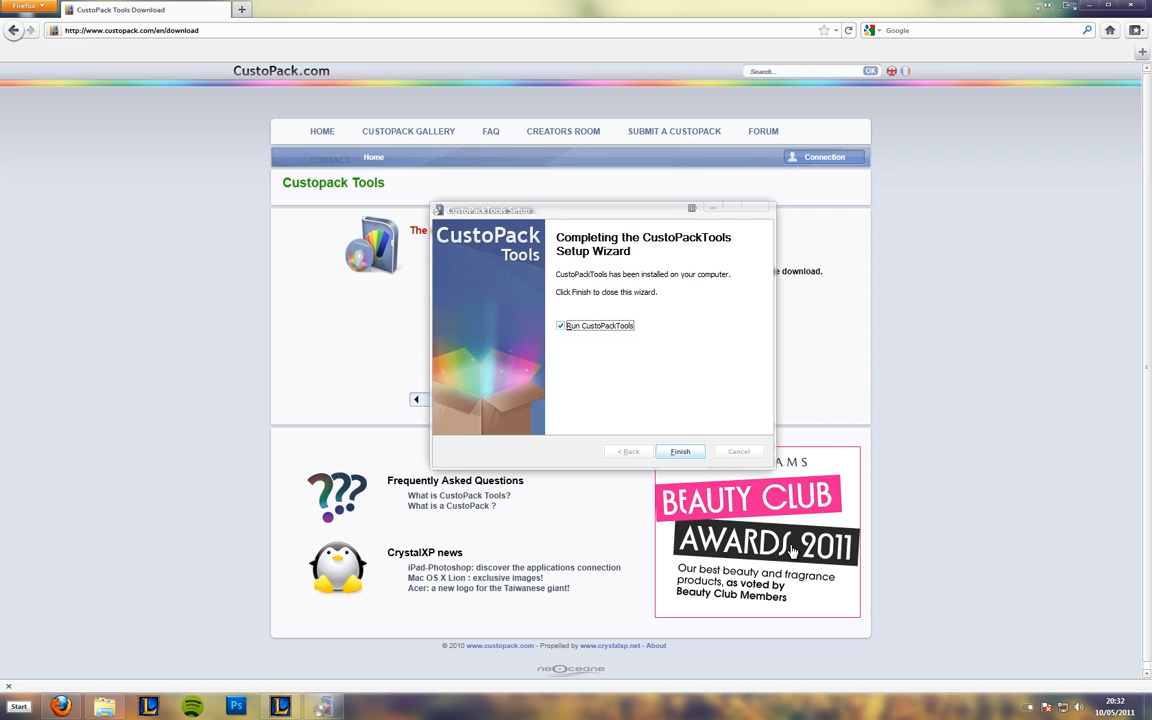 Firefox
CustoPack Tools Download
http://www.custopack.com/en/download
Google
CustoPack.com
Search...
OK
HOME
CUSTOPACK GALLERY
FAQ
CREATORS ROOM
SUBMIT A CUSTOPACK
FORUM
CONTACT
Home
Connection
Custopack Tools
The
e download.
CustoPackTools Setup
CustoPack
Tools
Completing the CustoPackTools
Setup Wizard
CustoPackTools has been installed on your computer.
Click Finish to close this wizard.
Run CustoPackTools
< Back
Finish
Cancel
Frequently Asked Questions
What is CustoPack Tools?
What is a CustoPack ?
CrystalXP news
iPad-Photoshop: discover the applications connection
Mac OS X Lion : exclusive images!
Acer: a new logo for the Taiwanese giant!
AMS
BEAUTY CLUB
AWARDS 2011
Our best beauty and fragrance
products, as voted by
Beauty Club Members
© 2010 www.custopack.com - Propelled by www.crystalxp.net - About
neoceane
Start
Ps
20:32
10/05/2011